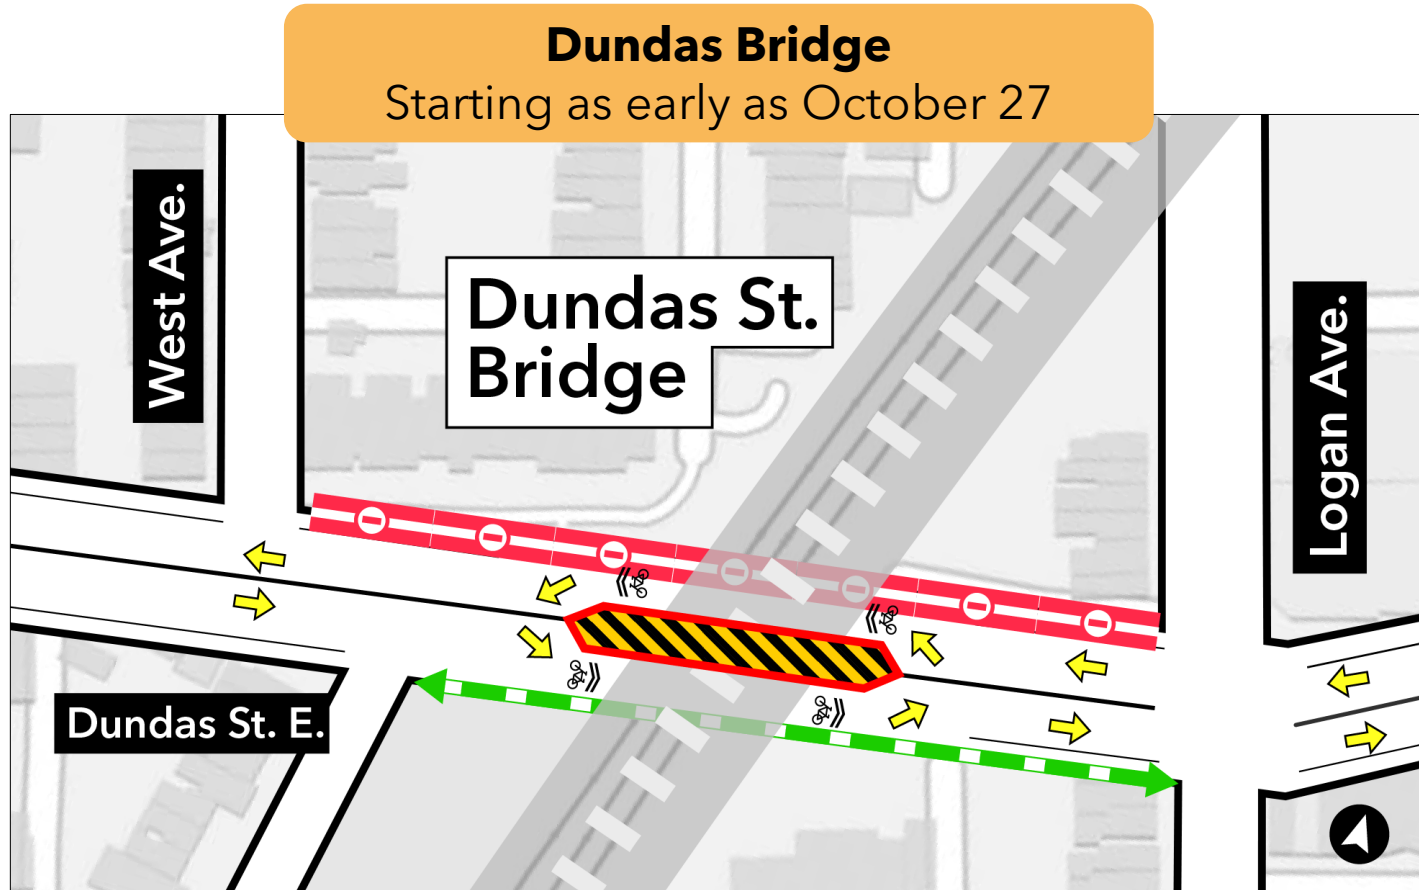 Dundas Bridge
Starting as early as October 27
West Ave.
Dundas St.
Bridge
Logan Ave.
Dundas St. E.